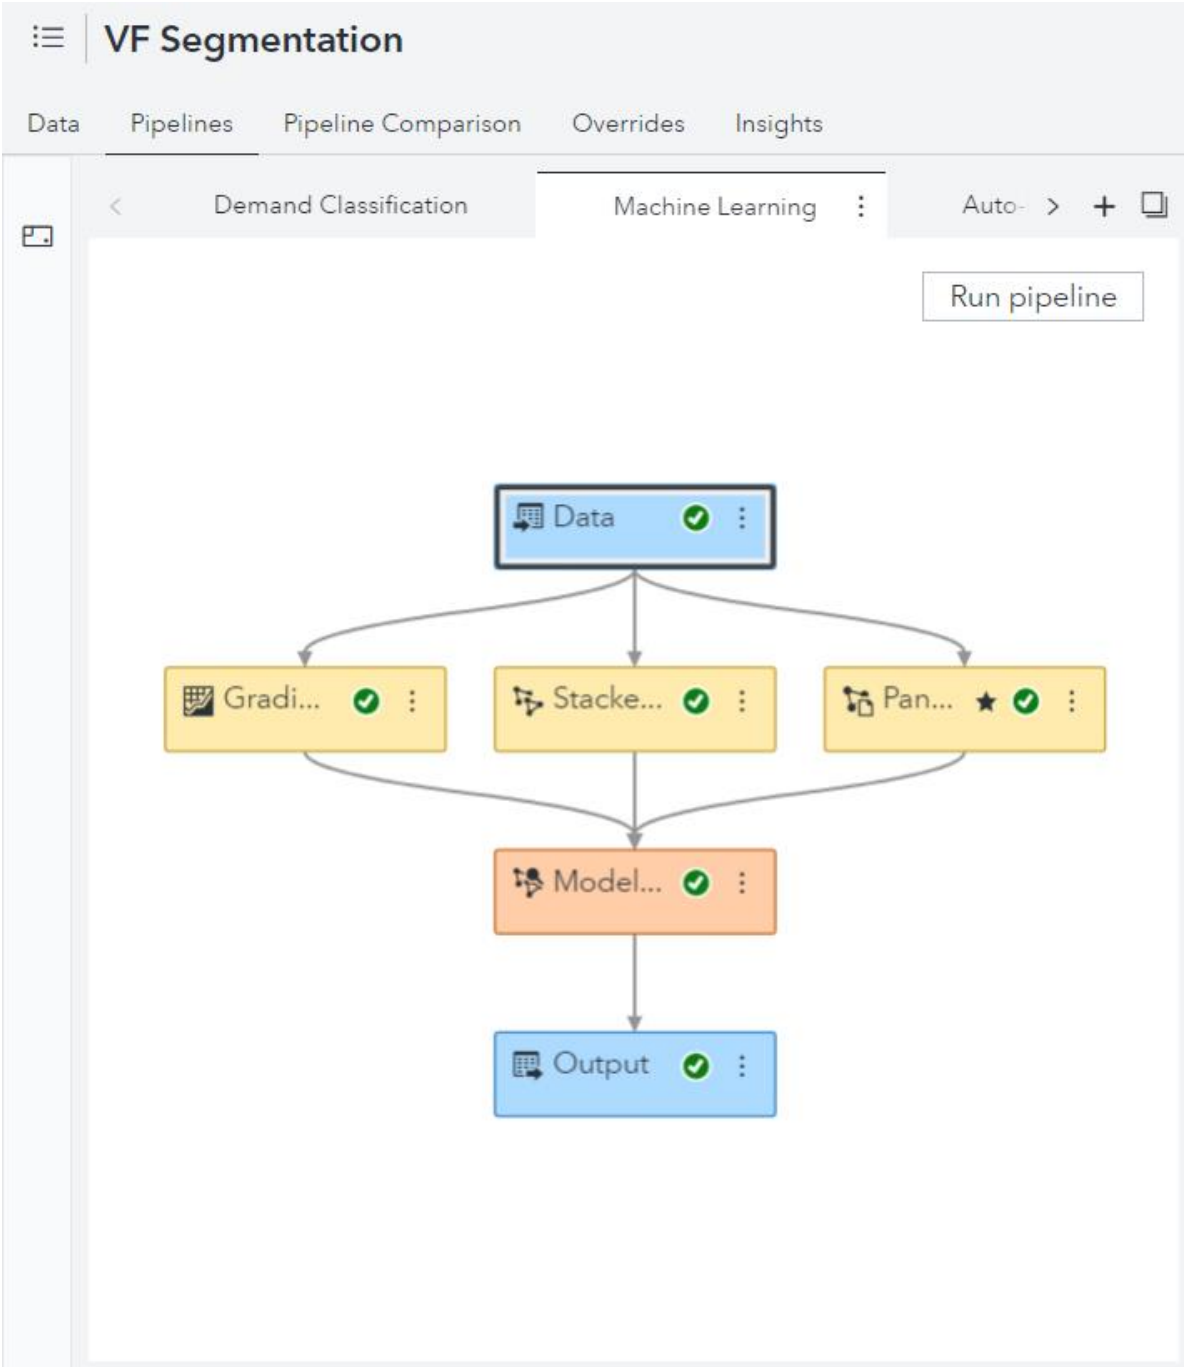 VF Segmentation
Data Pipelines Pipeline Comparison Overrides Insights
Demand Classification Machine Learning Auto-
Run pipeline
Data
Gradi... Stacke... Pan...
Model...
Output